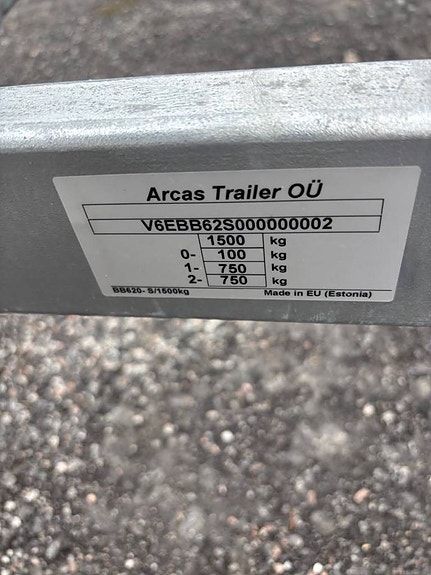 Arcas Trailer OÜ
V6EBB62S000000002
1500 kg
0- 100 kg
1- 750 kg
2- 750 kg
BB620- S/1500kg Made in EU (Estonia)